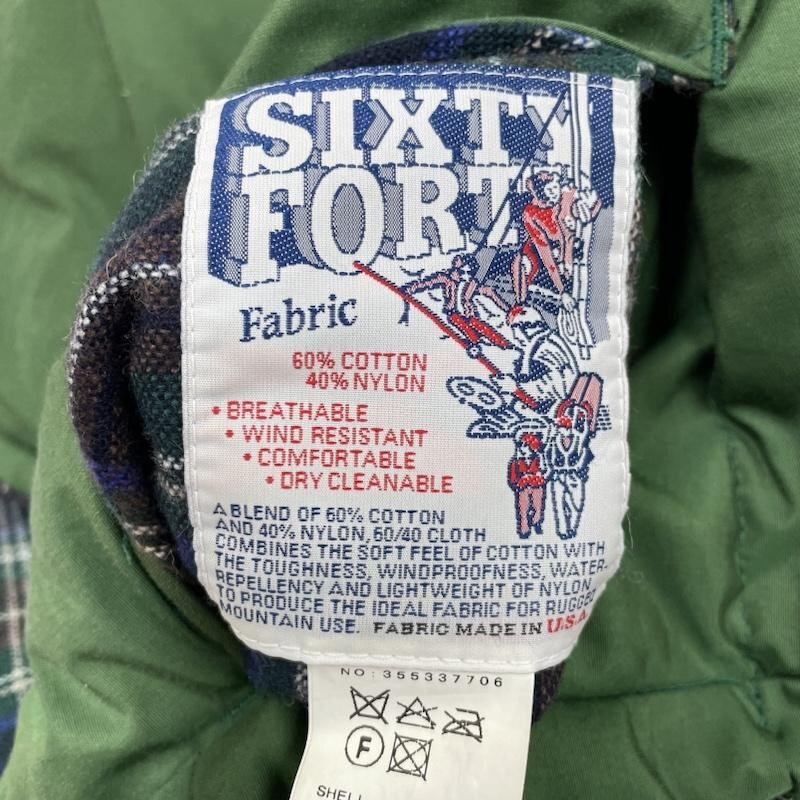 SIXTY
FORTY
Fabric
60% COTTON
40% NYLON
• BREATHABLE
• WIND RESISTANT
• COMFORTABLE
• DRY CLEANABLE
A BLEND OF 60% COTTON
AND 40% NYLON, 60/40 CLOTH
COMBINES THE SOFT FEEL OF COTTON WITH
THE TOUGHNESS, WINDPROOFNESS, WATER-
REPELLENCY AND LIGHTWEIGHT OF NYLON
TO PRODUCE THE IDEAL FABRIC FOR RUGGED
MOUNTAIN USE. FABRIC MADE IN U.S.A.
NO: 355337706
F
SHELL